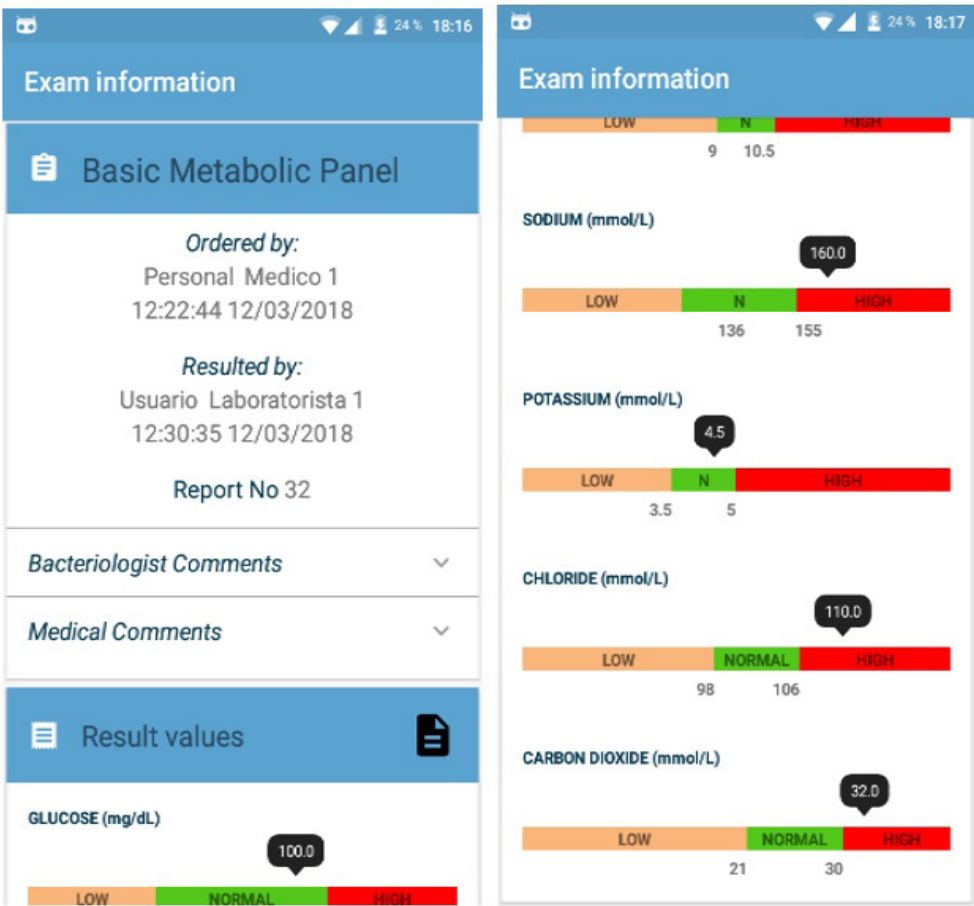 24% 18:16
Exam information
Basic Metabolic Panel
Ordered by:
Personal Medico 1
12:22:44 12/03/2018
Resulted by:
Usuario Laboratorista 1
12:30:35 12/03/2018
Report No 32
Bacteriologist Comments
Medical Comments
Result values
GLUCOSE (mg/dL)
100.0
LOW NORMAL HIGH
24% 18:17
Exam information
LOW N HIGH
9 10.5
SODIUM (mmol/L)
160.0
LOW N HIGH
136 155
POTASSIUM (mmol/L)
4.5
LOW N HIGH
3.5 5
CHLORIDE (mmol/L)
110.0
LOW NORMAL HIGH
98 106
CARBON DIOXIDE (mmol/L)
32.0
LOW NORMAL HIGH
21 30